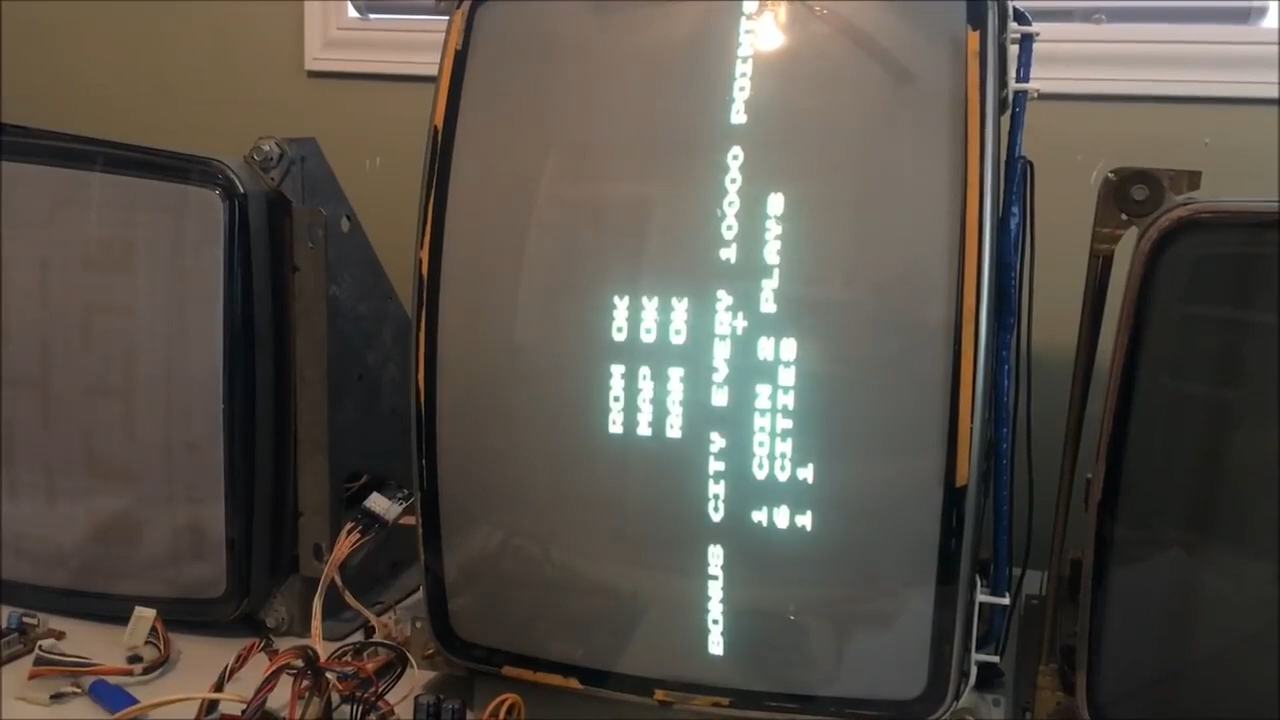 ROM OK
MAP OK
RAM OK
BONUS CITY EVERY 10000 POINTS
+
1 COIN 2 PLAYS
6 CITIES
1 1